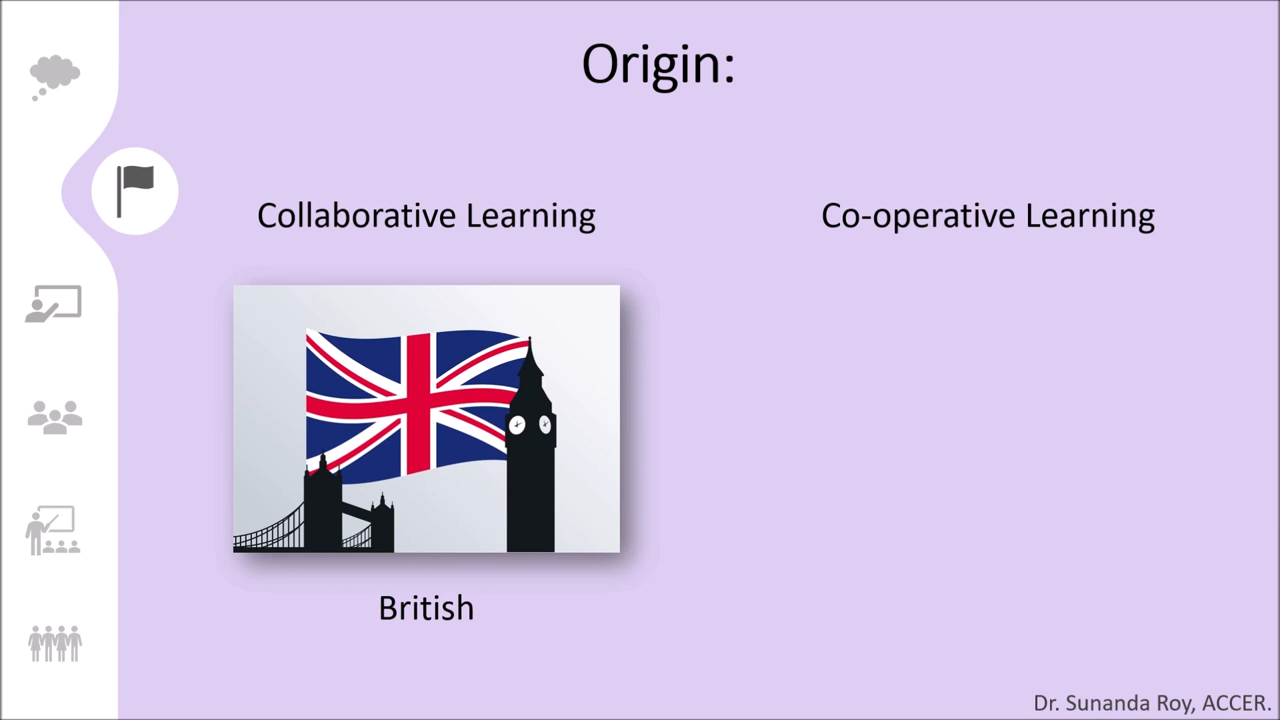 Origin:
Collaborative Learning
Co-operative Learning
British
Dr. Sunanda Roy, ACCER.